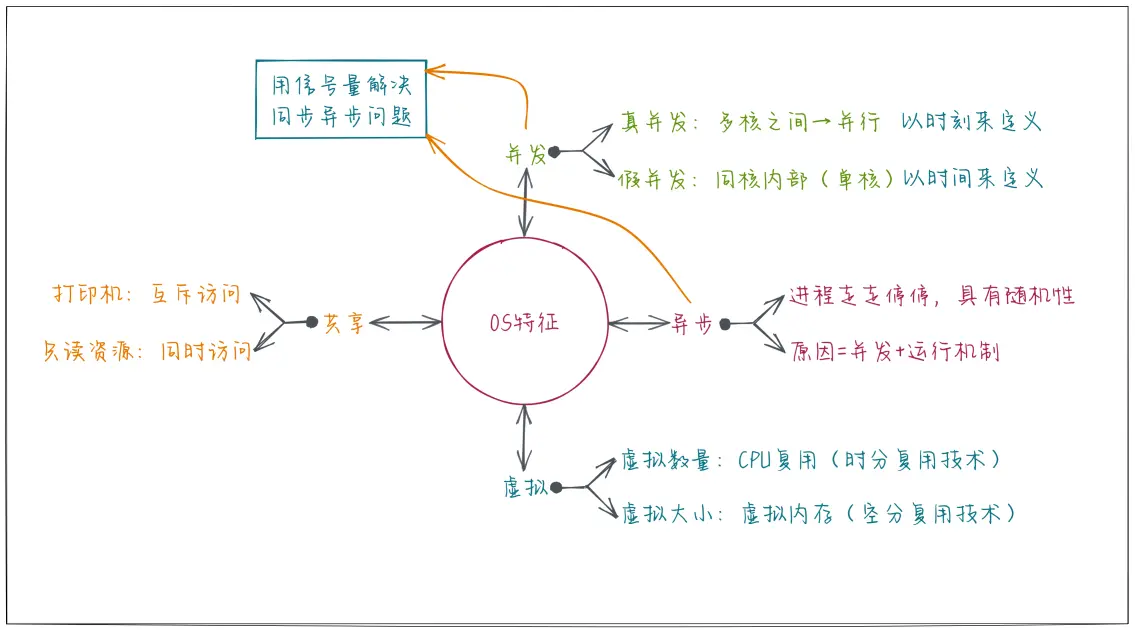 用信号量解决
同步异步问题
并发
真并发：多核之间→并行 以时刻来定义
假并发：同核内部（单核）以时间来定义
打印机：互斥访问
共享
只读资源：同时访问
OS特征
异步
进程走走停停，具有随机性
原因=并发+运行机制
虚拟
虚拟数量：CPU复用（时分复用技术）
虚拟大小：虚拟内存（空分复用技术）